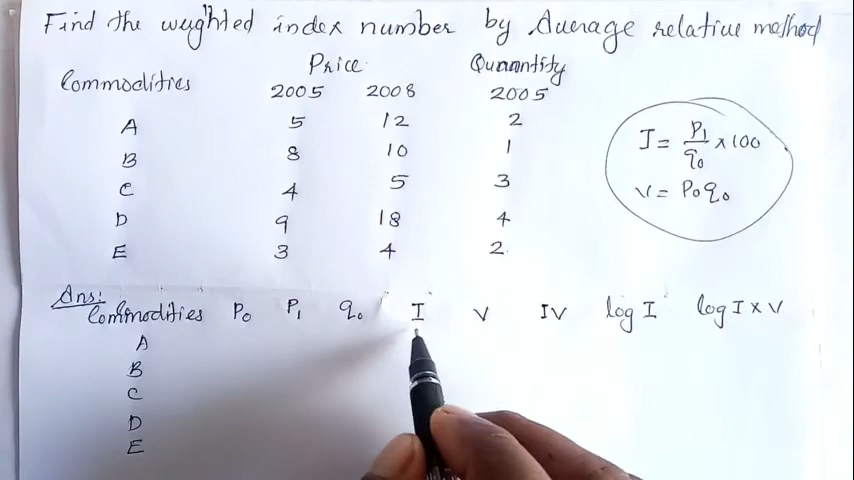 Find the weighted index number by Average relative method
Commodities Price Quantity
2005 2008 2005
A 5 12 2
B 8 10 1
C 4 5 3
D 9 18 4
E 3 4 2
I = P₁/q₀ × 100
V = P₀q₀
Ans:
Commodities P₀ P₁ q₀ I V IV log I log I × V
A
B
C
D
E